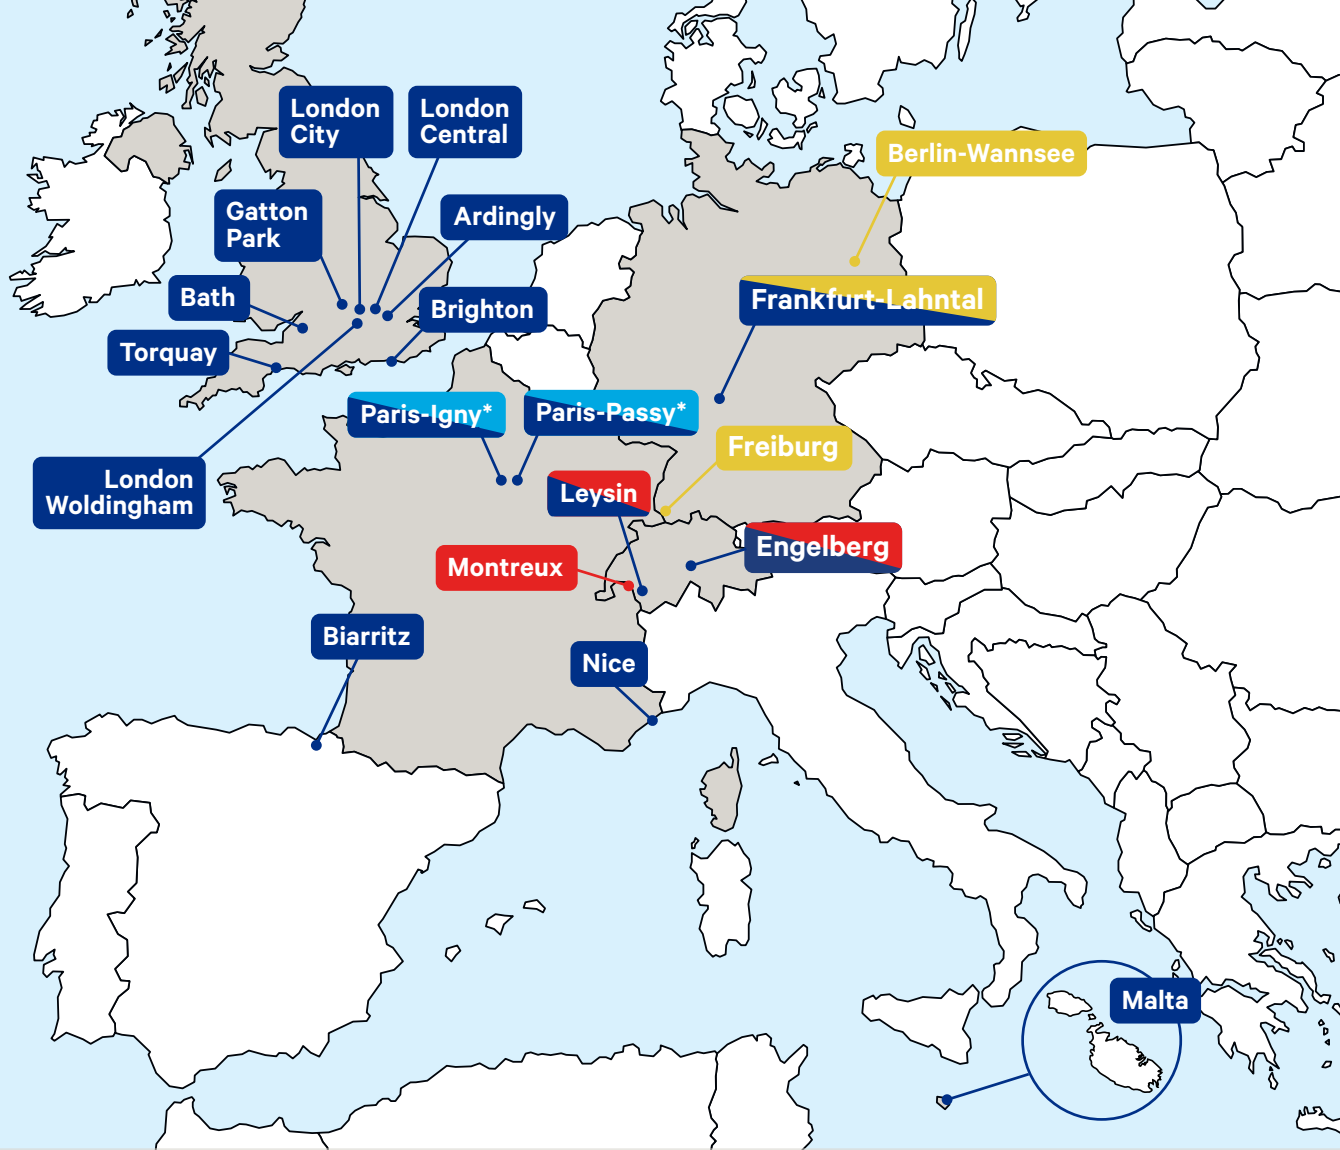 London
City
London
Central
Berlin-Wannsee
Gatton
Park
Ardingly
Bath
Brighton
Frankfurt-Lahntal
Torquay
Paris-Igny*
Paris-Passy*
Freiburg
London
Woldingham
Leysin
Engelberg
Montreux
Biarritz
Nice
Malta